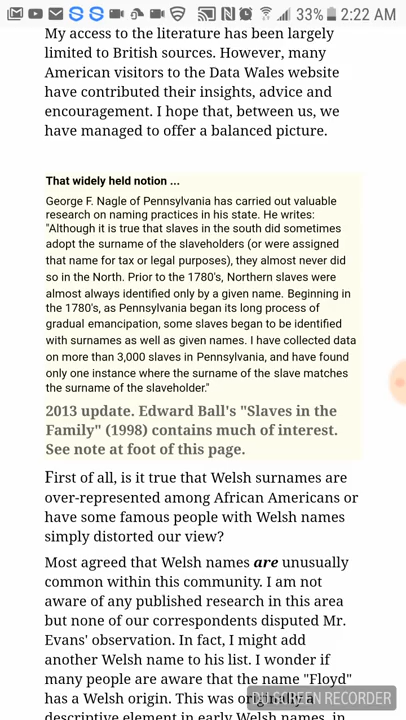 33% 2:22 AM
My access to the literature has been largely
limited to British sources. However, many
American visitors to the Data Wales website
have contributed their insights, advice and
encouragement. I hope that, between us, we
have managed to offer a balanced picture.
That widely held notion ...
George F. Nagle of Pennsylvania has carried out valuable
research on naming practices in his state. He writes:
"Although it is true that slaves in the south did sometimes
adopt the surname of the slaveholders (or were assigned
that name for tax or legal purposes), they almost never did
so in the North. Prior to the 1780's, Northern slaves were
almost always identified only by a given name. Beginning in
the 1780's, as Pennsylvania began its long process of
gradual emancipation, some slaves began to be identified
with surnames as well as given names. I have collected data
on more than 3,000 slaves in Pennsylvania, and have found
only one instance where the surname of the slave matches
the surname of the slaveholder."
2013 update. Edward Ball's "Slaves in the
Family" (1998) contains much of interest.
See note at foot of this page.
First of all, is it true that Welsh surnames are
over-represented among African Americans or
have some famous people with Welsh names
simply distorted our view?
Most agreed that Welsh names are unusually
common within this community. I am not
aware of any published research in this area
but none of our correspondents disputed Mr.
Evans' observation. In fact, I might add
another Welsh name to his list. I wonder if
many people are aware that the name "Floyd"
has a Welsh origin. This was originally a
DU SCREEN RECORDER
descriptive element in early Welsh names, in